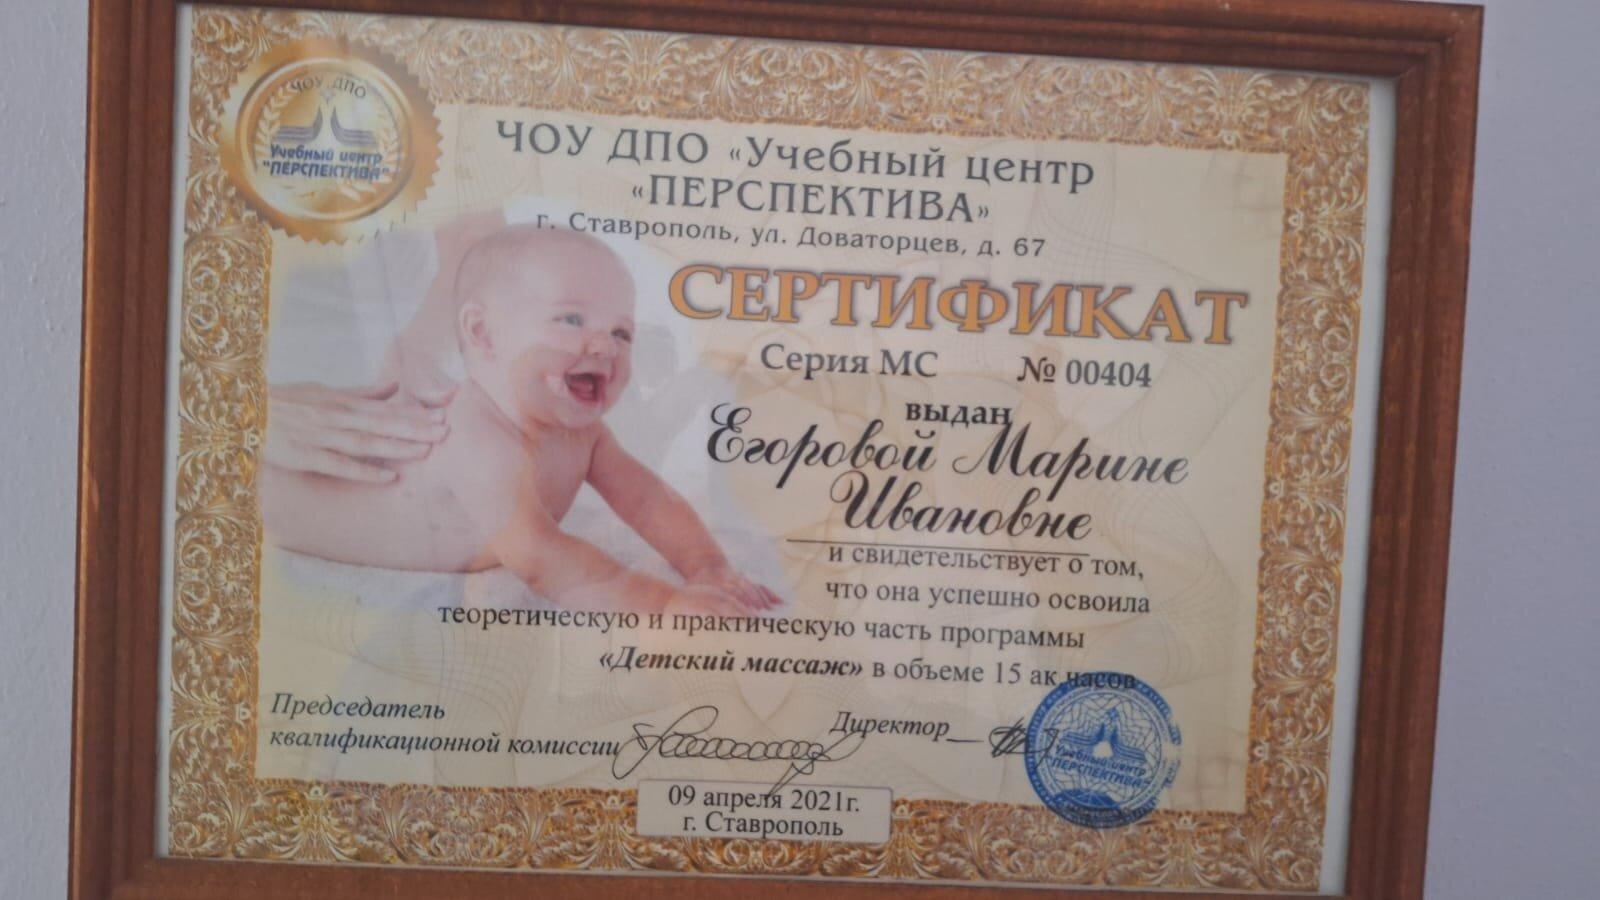 ЧОУ ДПО
Учебный центр
"ПЕРСПЕКТИВА"
ЧОУ ДПО «Учебный центр
«ПЕРСПЕКТИВА»
г. Ставрополь, ул. Доваторцев, д. 67
СЕРТИФИКАТ
Серия МС № 00404
выдан
Егоровой Марине
Ивановне
и свидетельствует о том,
что она успешно освоила
теоретическую и практическую часть программы
«Детский массаж» в объеме 15 ак часов
Председатель
квалификационной комиссии
Директор
Учебный центр
"ПЕРСПЕКТИВА"
09 апреля 2021г.
г. Ставрополь